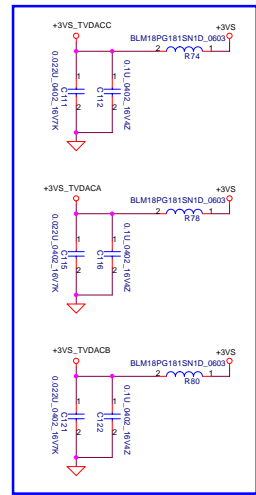 +3VS_TVDACC
+3VS
BLM18PG181SN1D_0603
2 1
R74
0.022U_0402_16V7K
1
C111
2
0.1U_0402_16V4Z
1
C112
2
+3VS_TVDACA
+3VS
BLM18PG181SN1D_0603
2 1
R78
0.022U_0402_16V7K
1
C115
2
0.1U_0402_16V4Z
1
C116
2
+3VS_TVDACB
+3VS
BLM18PG181SN1D_0603
2 1
R80
0.022U_0402_16V7K
1
C121
2
0.1U_0402_16V4Z
1
C122
2